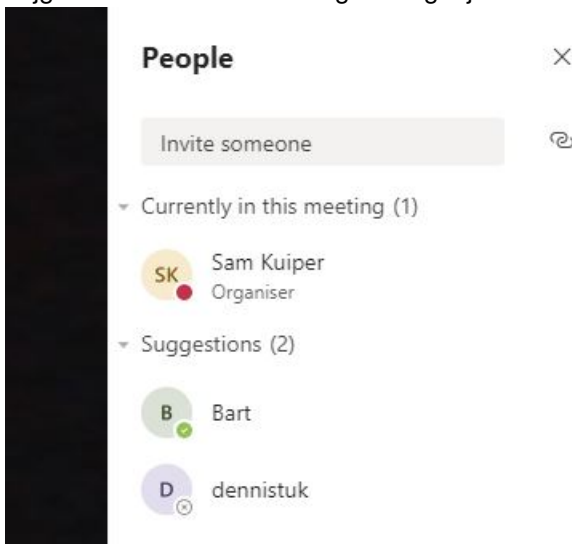 People
Invite someone
Currently in this meeting (1)
SK
Sam Kuiper
Organiser
Suggestions (2)
B
Bart
D
dennistuk